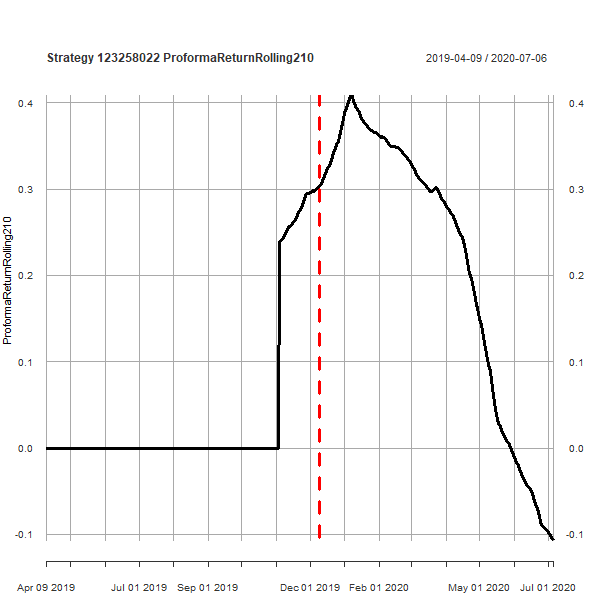 Strategy 123258022 ProformaReturnRolling210
2019-04-09 / 2020-07-06
ProformaReturnRolling210
0.4
0.3
0.2
0.1
0.0
-0.1
0.4
0.3
0.2
0.1
0.0
-0.1
Apr 09 2019
Jul 01 2019
Sep 01 2019
Dec 01 2019
Feb 01 2020
May 01 2020
Jul 01 2020